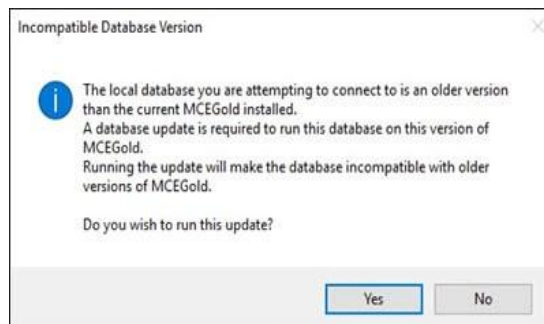 Incompatible Database Version
The local database you are attempting to connect to is an older version
than the current MCEGold installed.
A database update is required to run this database on this version of
MCEGold.
Running the update will make the database incompatible with older
versions of MCEGold.
Do you wish to run this update?
Yes No